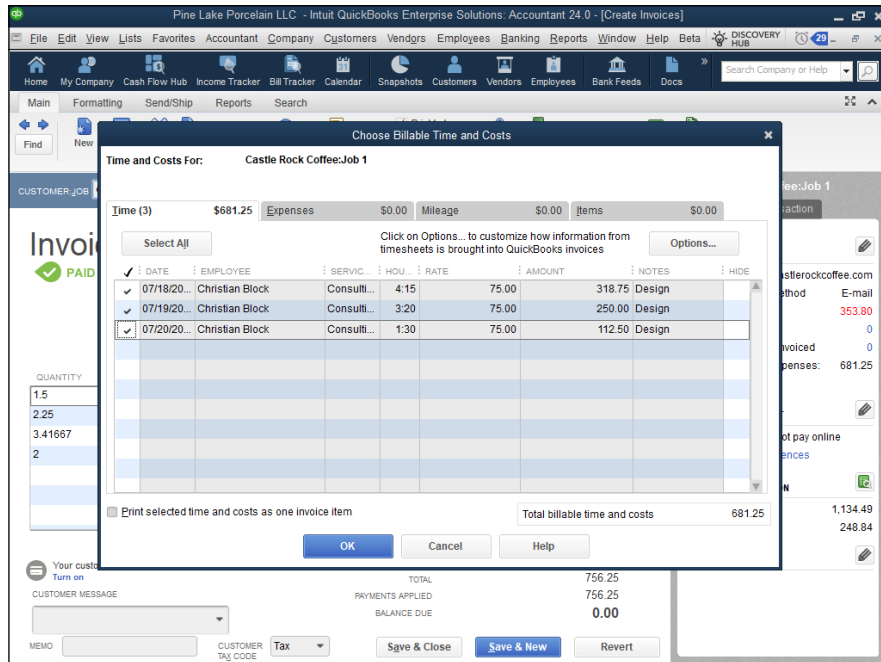 Pine Lake Porcelain LLC - Intuit QuickBooks Enterprise Solutions: Accountant 24.0 - [Create Invoices]
File Edit View Lists Favorites Accountant Company Customers Vendors Employees Banking Reports Window Help Beta DISCOVERY HUB 29
Home My Company Cash Flow Hub Income Tracker Bill Tracker Calendar Snapshots Customers Vendors Employees Bank Feeds Docs » Search Company or Help
Main Formatting Send/Ship Reports Search
Find New
Choose Billable Time and Costs
Time and Costs For: Castle Rock Coffee:Job 1
CUSTOMER:JOB
fee:Job 1
action
Time (3) $681.25 Expenses $0.00 Mileage $0.00 Items $0.00
Invoi
PAID
Select All
Click on Options... to customize how information from
timesheets is brought into QuickBooks invoices
Options...
DATE EMPLOYEE SERVIC... HOU... RATE AMOUNT NOTES HIDE
07/18/20... Christian Block Consulti... 4:15 75.00 318.75 Design
07/19/20... Christian Block Consulti... 3:20 75.00 250.00 Design
07/20/20... Christian Block Consulti... 1:30 75.00 112.50 Design
astlerockcoffee.com
ethod E-mail
353.80
0
nvoiced 0
penses: 681.25
ot pay online
ences
N
1,134.49
248.84
QUANTITY
1.5
2.25
3.41667
2
Print selected time and costs as one invoice item
Total billable time and costs 681.25
OK Cancel Help
Your custo
Turn on
TOTAL 756.25
CUSTOMER MESSAGE
PAYMENTS APPLIED 756.25
BALANCE DUE 0.00
MEMO
CUSTOMER TAX CODE Tax
Save & Close Save & New Revert